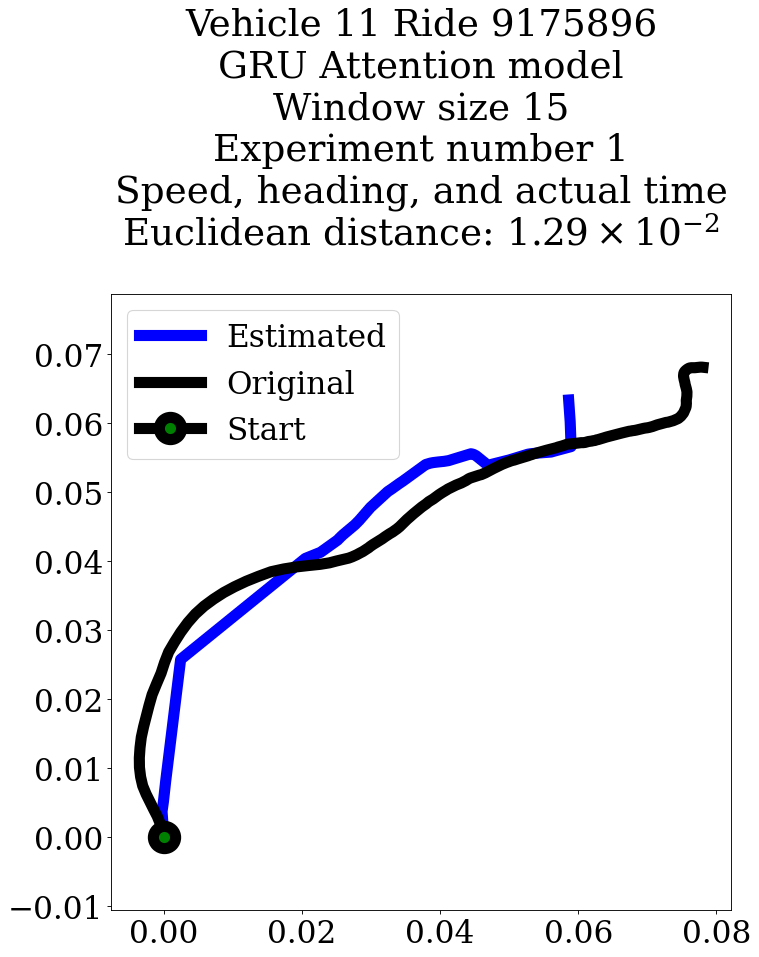 Vehicle 11 Ride 9175896
GRU Attention model
Window size 15
Experiment number 1
Speed, heading, and actual time
Euclidean distance: 1.29 × 10⁻²
Estimated
Original
Start
0.07
0.06
0.05
0.04
0.03
0.02
0.01
0.00
−0.01
0.00 0.02 0.04 0.06 0.08